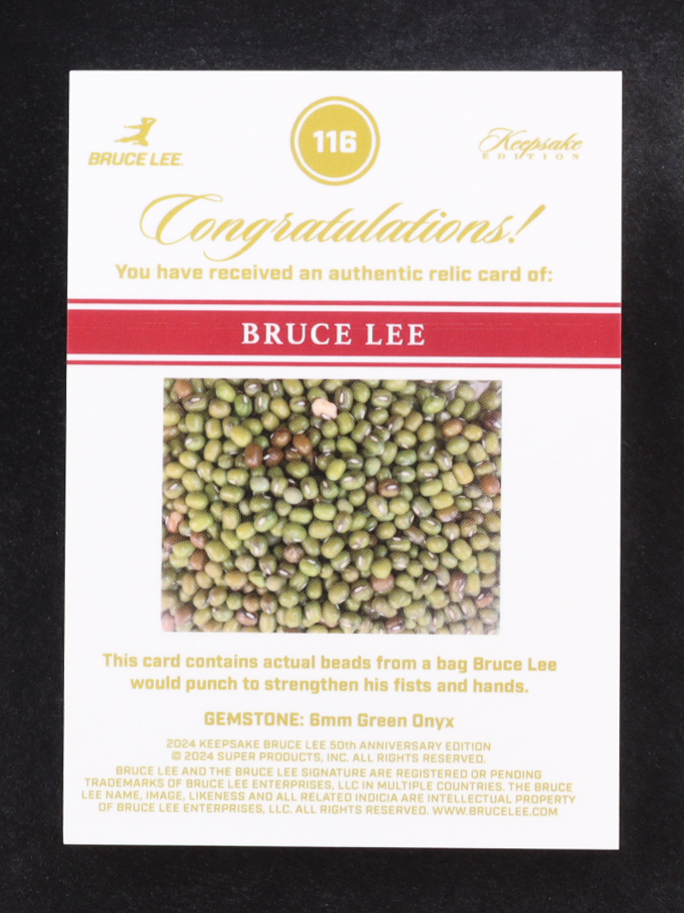 116
BRUCE LEE.
Keepsake
EDITION
Congratulations!
You have received an authentic relic card of:
BRUCE LEE
This card contains actual beads from a bag Bruce Lee
would punch to strengthen his fists and hands.
GEMSTONE: 6mm Green Onyx
2024 KEEPSAKE BRUCE LEE 50th ANNIVERSARY EDITION
© 2024 SUPER PRODUCTS, INC. ALL RIGHTS RESERVED.
BRUCE LEE AND THE BRUCE LEE SIGNATURE ARE REGISTERED OR PENDING
TRADEMARKS OF BRUCE LEE ENTERPRISES, LLC IN MULTIPLE COUNTRIES. THE BRUCE
LEE NAME, IMAGE, LIKENESS AND ALL RELATED INDICIA ARE INTELLECTUAL PROPERTY
OF BRUCE LEE ENTERPRISES, LLC. ALL RIGHTS RESERVED. WWW.BRUCELEE.COM